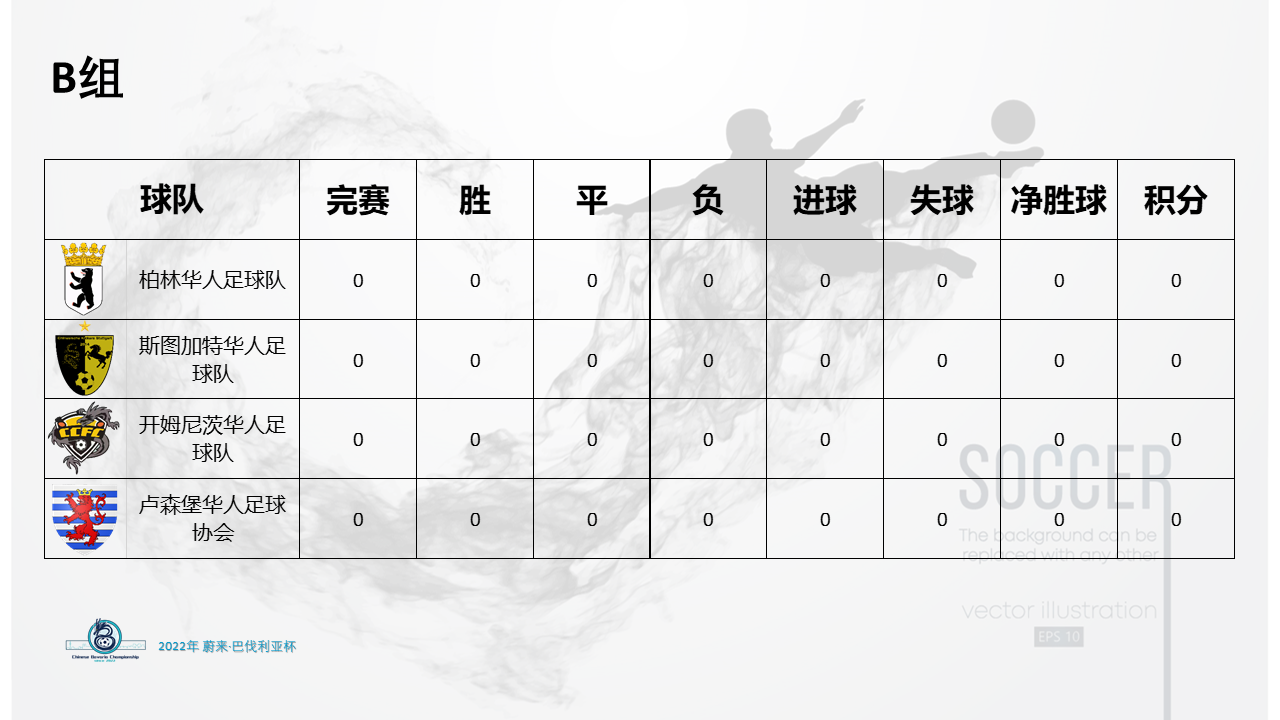 B组
球队 完赛 胜 平 负 进球 失球 净胜球 积分
柏林华人足球队 0 0 0 0 0 0 0 0
斯图加特华人足
球队 0 0 0 0 0 0 0 0
CCFC
开姆尼茨华人足
球队 0 0 0 0 0 0 0 0
卢森堡华人足球
协会 0 0 0 0 0 0 0 0
SOCCER
The background can be
replaced with any other
vector illustration
EPS 10
Chinese Bavaria Championship
2022年 蔚来·巴伐利亚杯